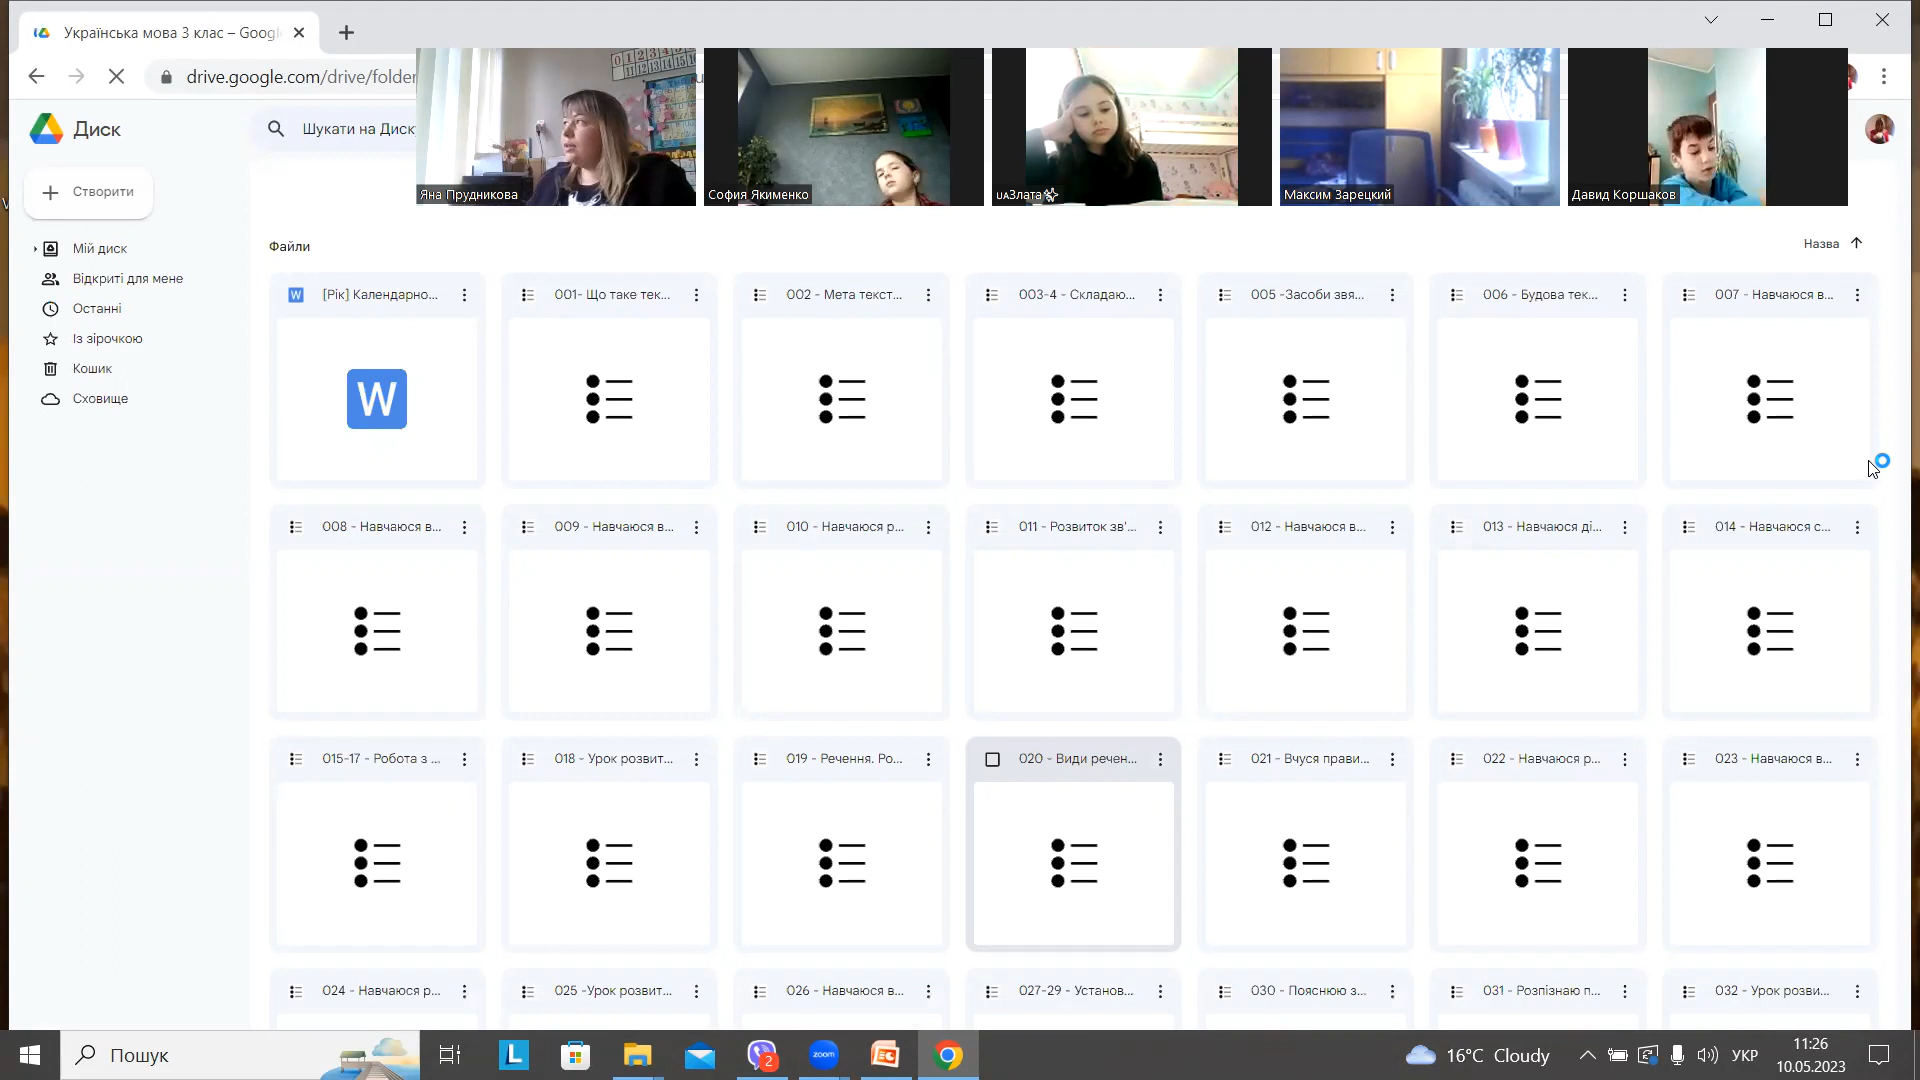 Українська мова 3 клас – Googl
drive.google.com/drive/folder
Диск
Шукати на Диск
Яна Прудникова
София Якименко
UAЗлата
Максим Зарецкий
Давид Коршаков
Створити
Мій диск
Відкриті для мене
Останні
Із зірочкою
Кошик
Сховище
Файли
Назва
[Рік] Календарно...
001- Що таке тек...
002 - Мета текст...
003-4 - Складаю...
005 -Засоби звя...
006 - Будова тек...
007 - Навчаюся в...
W
008 - Навчаюся в...
009 - Навчаюся в...
010 - Навчаюся р...
011 - Розвиток зв'...
012 - Навчаюся в...
013 - Навчаюся ді...
014 - Навчаюся с...
015-17 - Робота з ...
018 - Урок розвит...
019 - Речення. Ро...
020 - Види речен...
021 - Вчуся прави...
022 - Навчаюся р...
023 - Навчаюся в...
024 - Навчаюся р...
025 -Урок розвит...
026 - Навчаюся в...
027-29 - Установ...
030 - Пояснюю з...
031 - Розпізнаю п...
032 - Урок розви...
Пошук
L
2
zoom
16°C Cloudy
УКР
11:26
10.05.2023